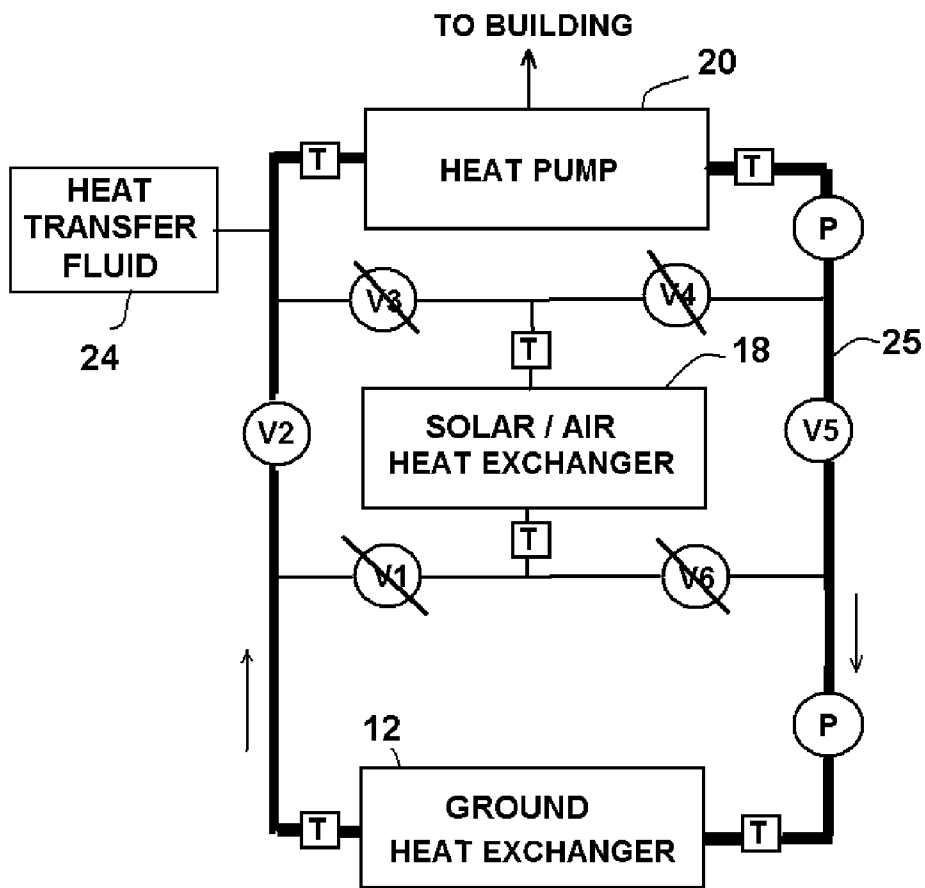 TO BUILDING
20
T
HEAT PUMP
T
HEAT
TRANSFER
FLUID
P
24
V3
V4
T
18
25
V2
SOLAR / AIR
HEAT EXCHANGER
V5
T
V1
V6
12
P
T
GROUND
HEAT EXCHANGER
T